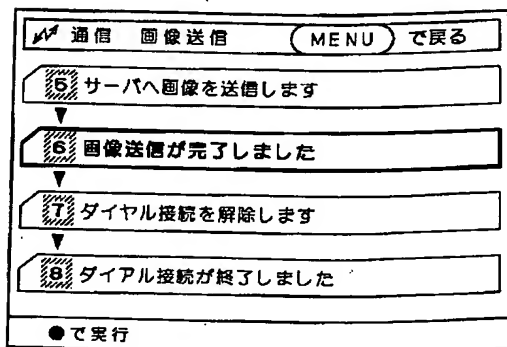 通信 画像送信 MENU で戻る
5 サーバへ画像を送信します
6 画像送信が完了しました
7 ダイヤル接続を解除します
8 ダイアル接続が終了しました
●で実行